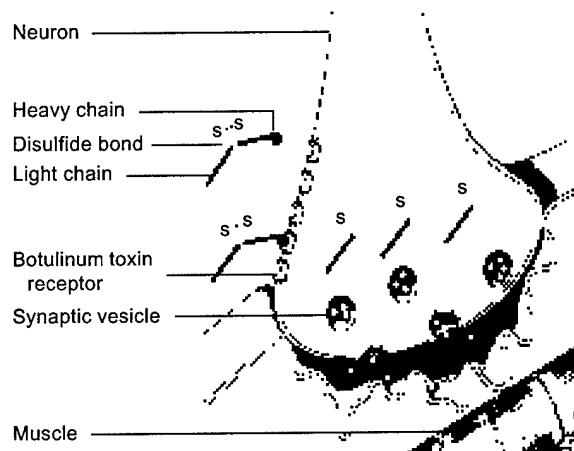 Neuron
Heavy chain
S S
Disulfide bond
Light chain
S
S
S
S S
Botulinum toxin
receptor
Synaptic vesicle
Muscle